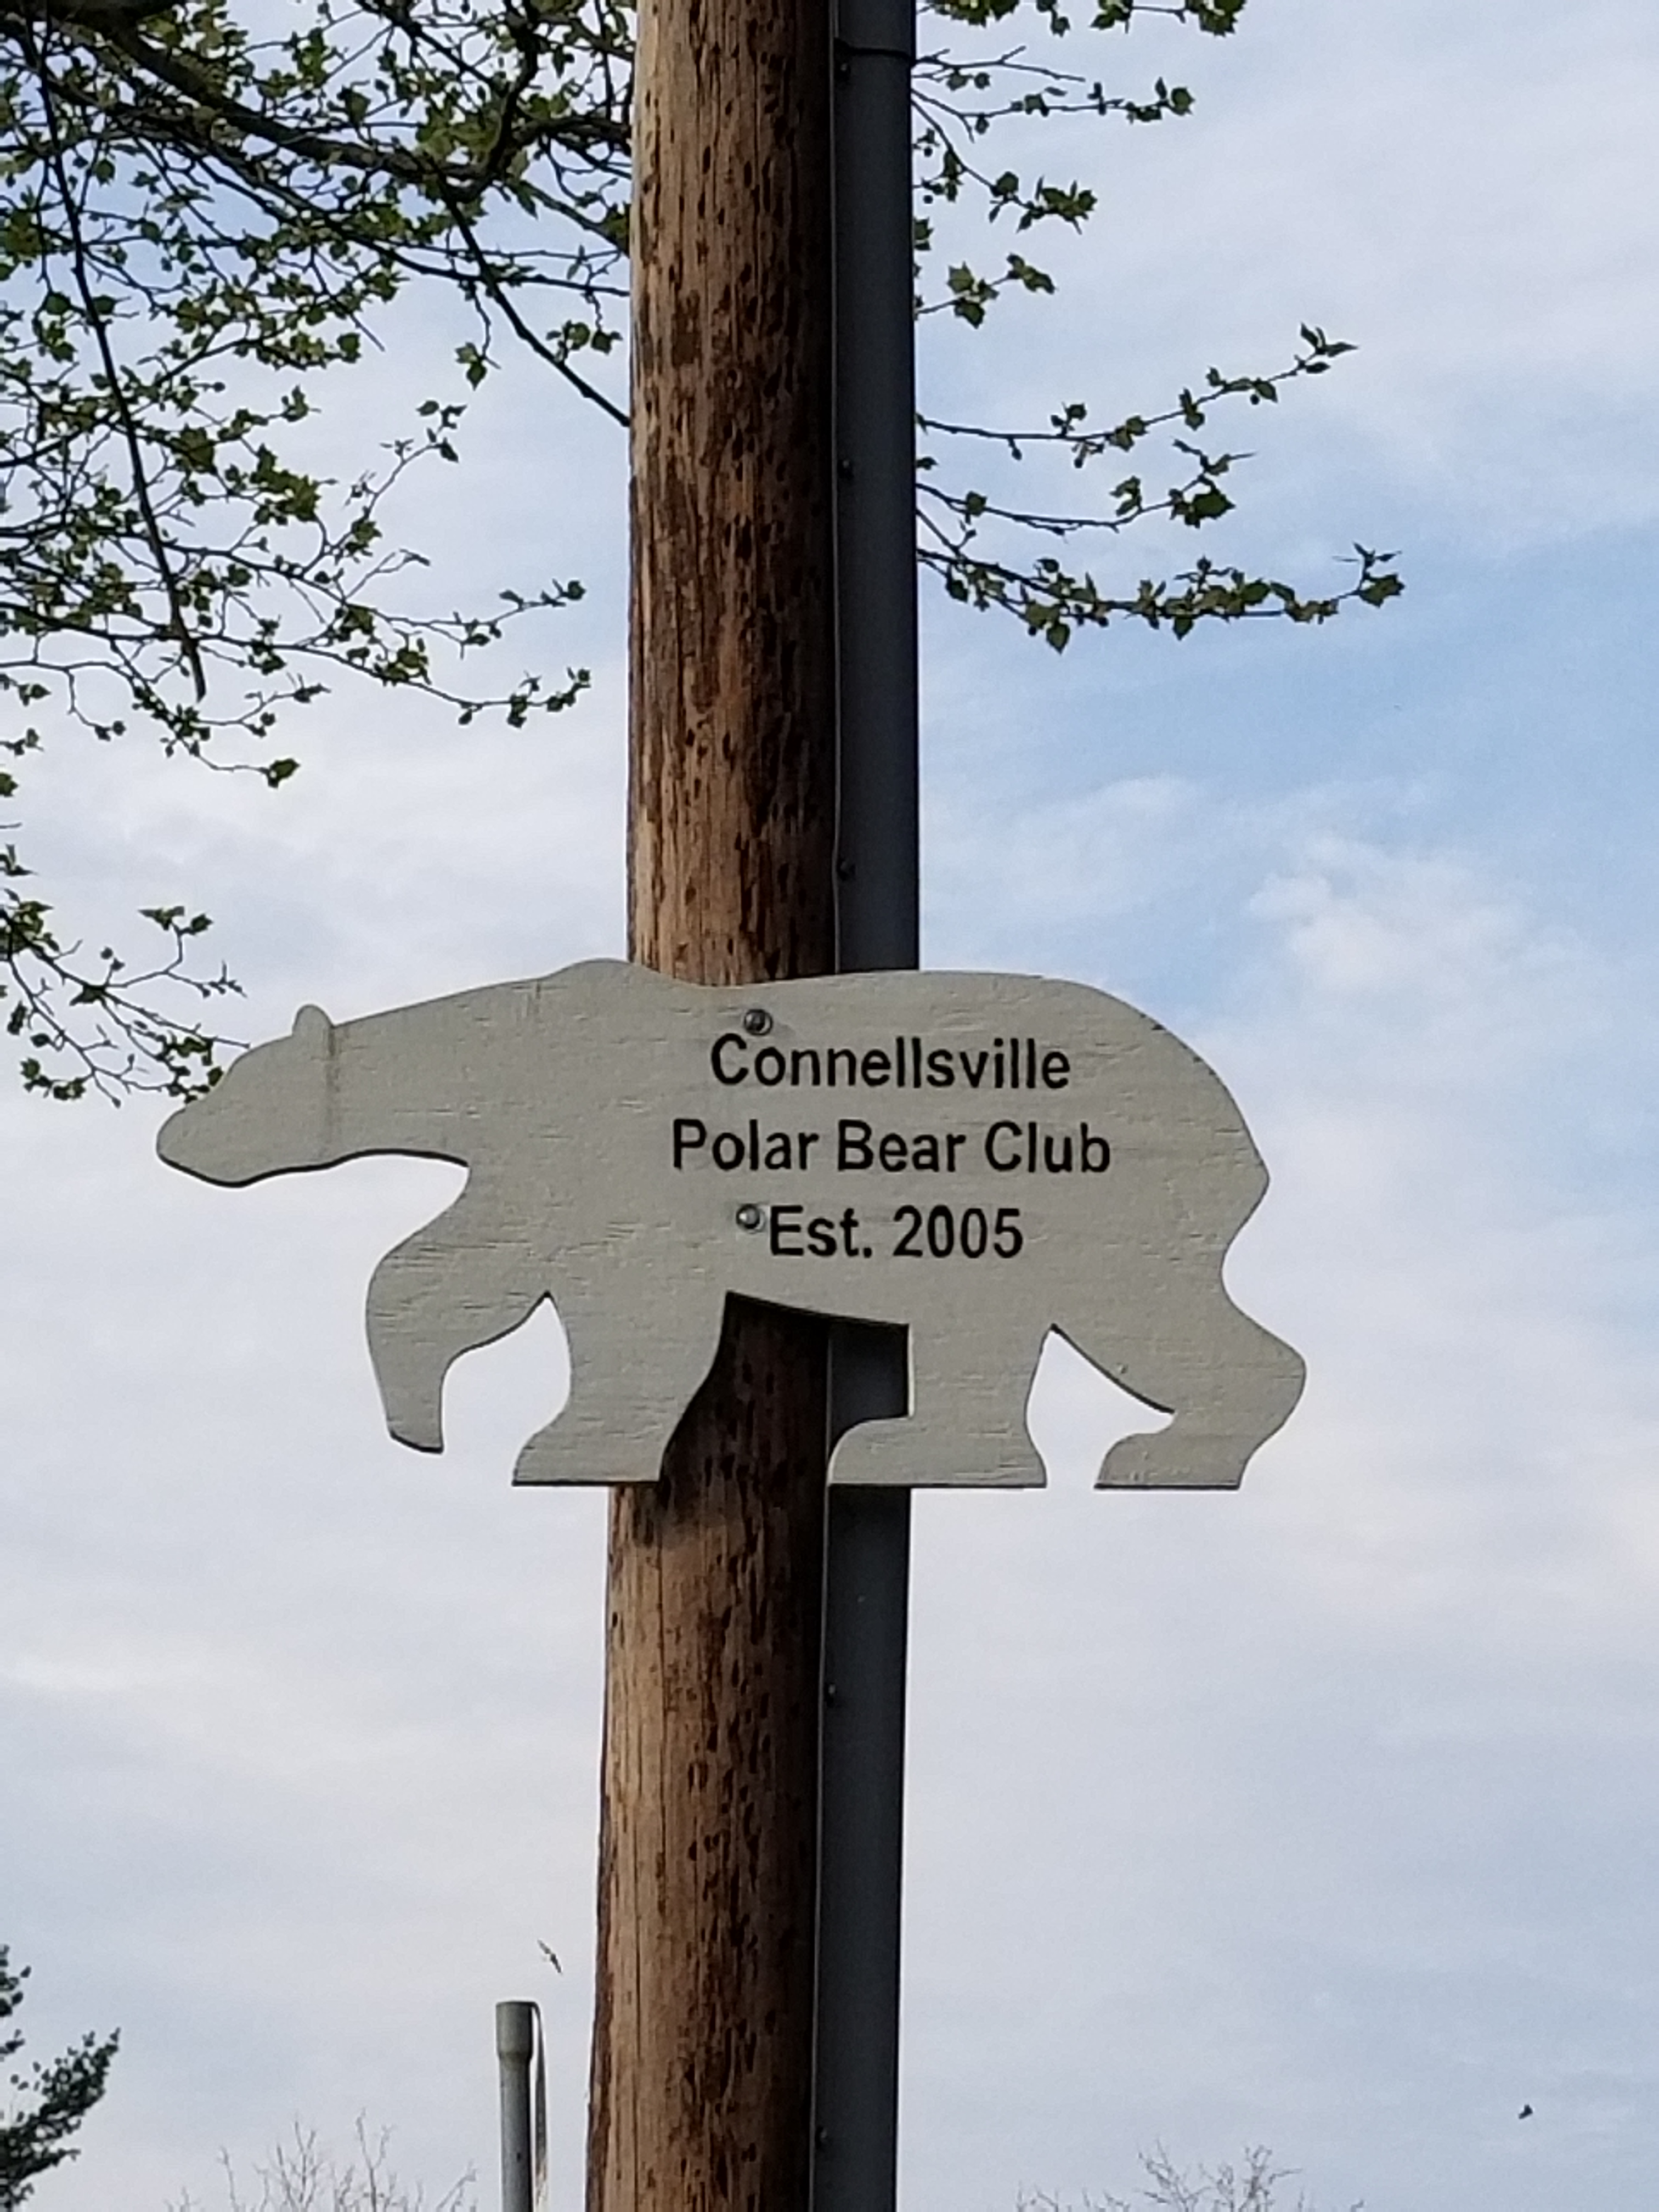 Connellsville
Polar Bear Club
Est. 2005